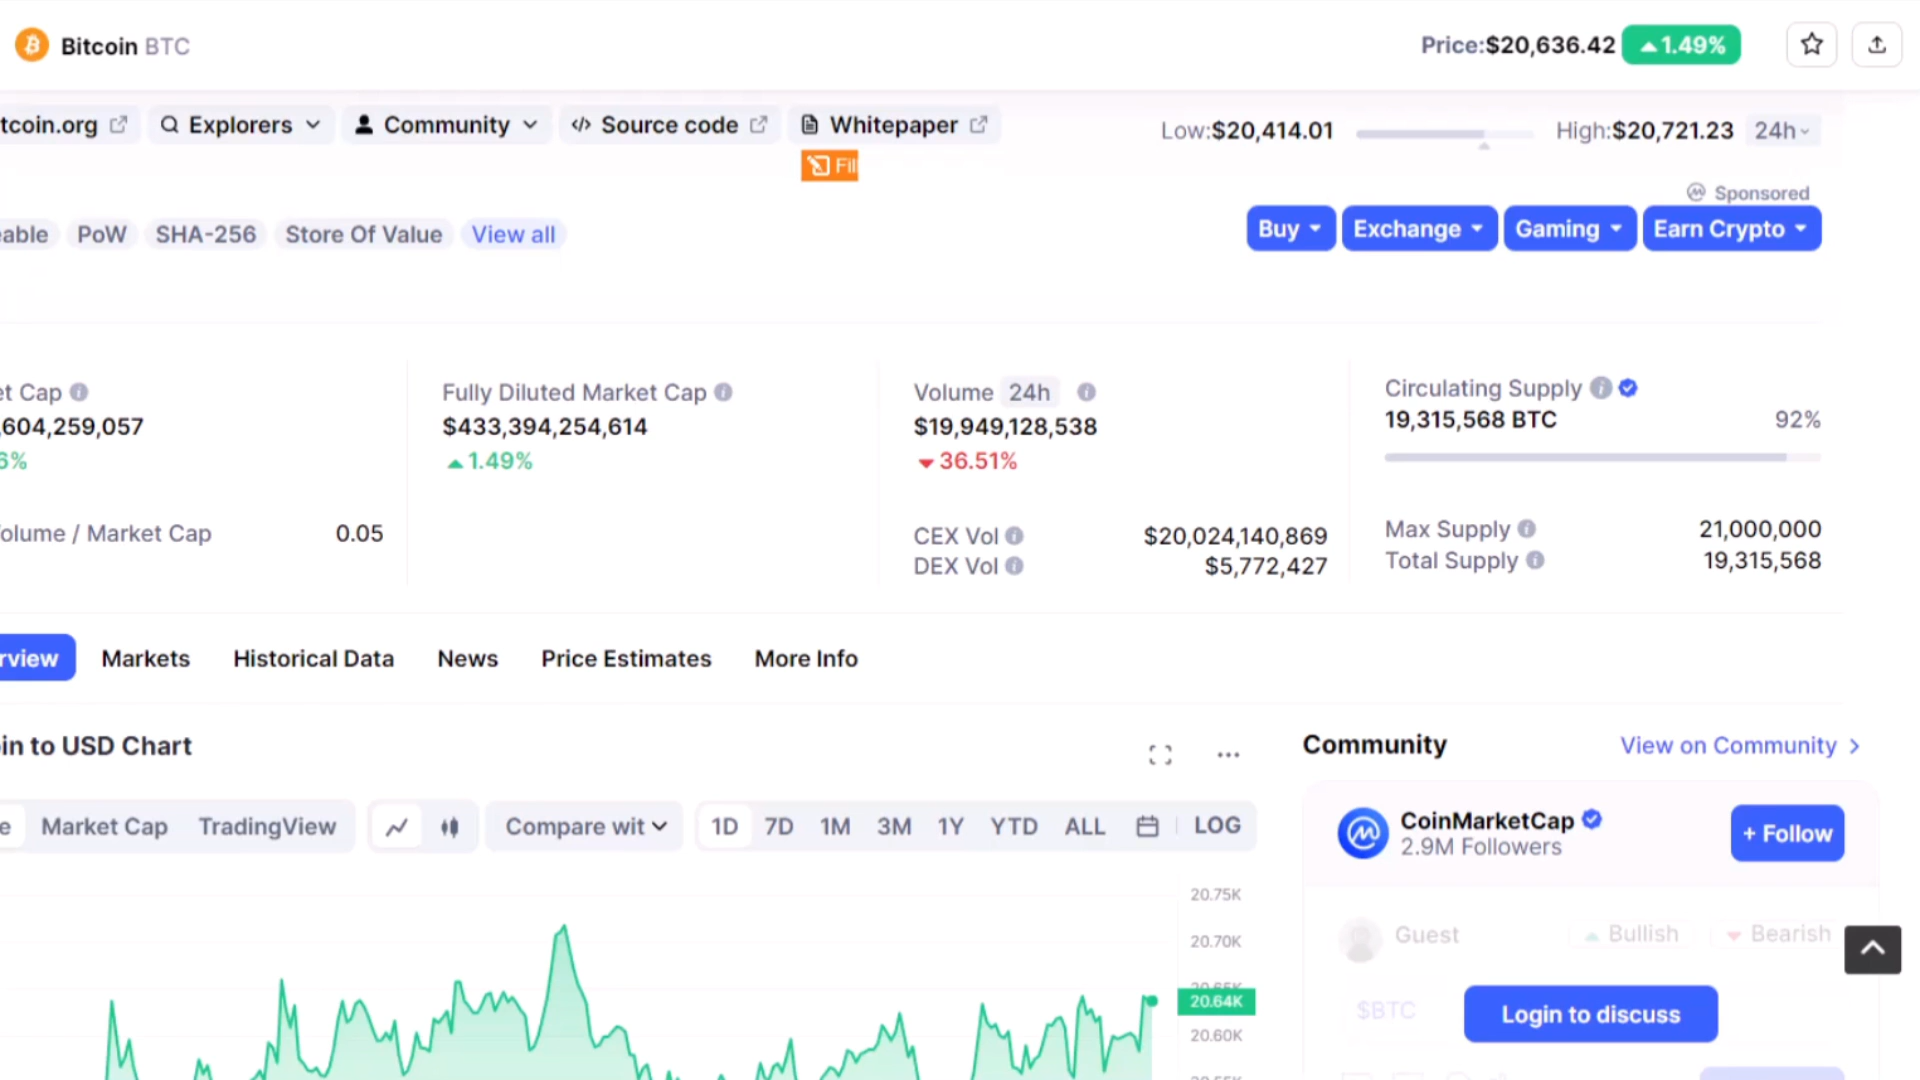 Bitcoin BTC
Price:$20,636.42 1.49%
tcoin.org Explorers Community Source code Whitepaper
Low:$20,414.01 High:$20,721.23 24h
Fill
Sponsored
eable PoW SHA-256 Store Of Value View all
Buy Exchange Gaming Earn Crypto
et Cap
,604,259,057
6%
Volume / Market Cap 0.05
Fully Diluted Market Cap
$433,394,254,614
1.49%
Volume 24h
$19,949,128,538
36.51%
CEX Vol $20,024,140,869
DEX Vol $5,772,427
Circulating Supply
19,315,568 BTC 92%
Max Supply 21,000,000
Total Supply 19,315,568
rview Markets Historical Data News Price Estimates More Info
in to USD Chart
e Market Cap TradingView Compare wit 1D 7D 1M 3M 1Y YTD ALL LOG
20.75K
20.70K
20.65K
20.64K
20.60K
Community View on Community
CoinMarketCap
2.9M Followers
+ Follow
Guest Bullish Bearish
$BTC
Login to discuss